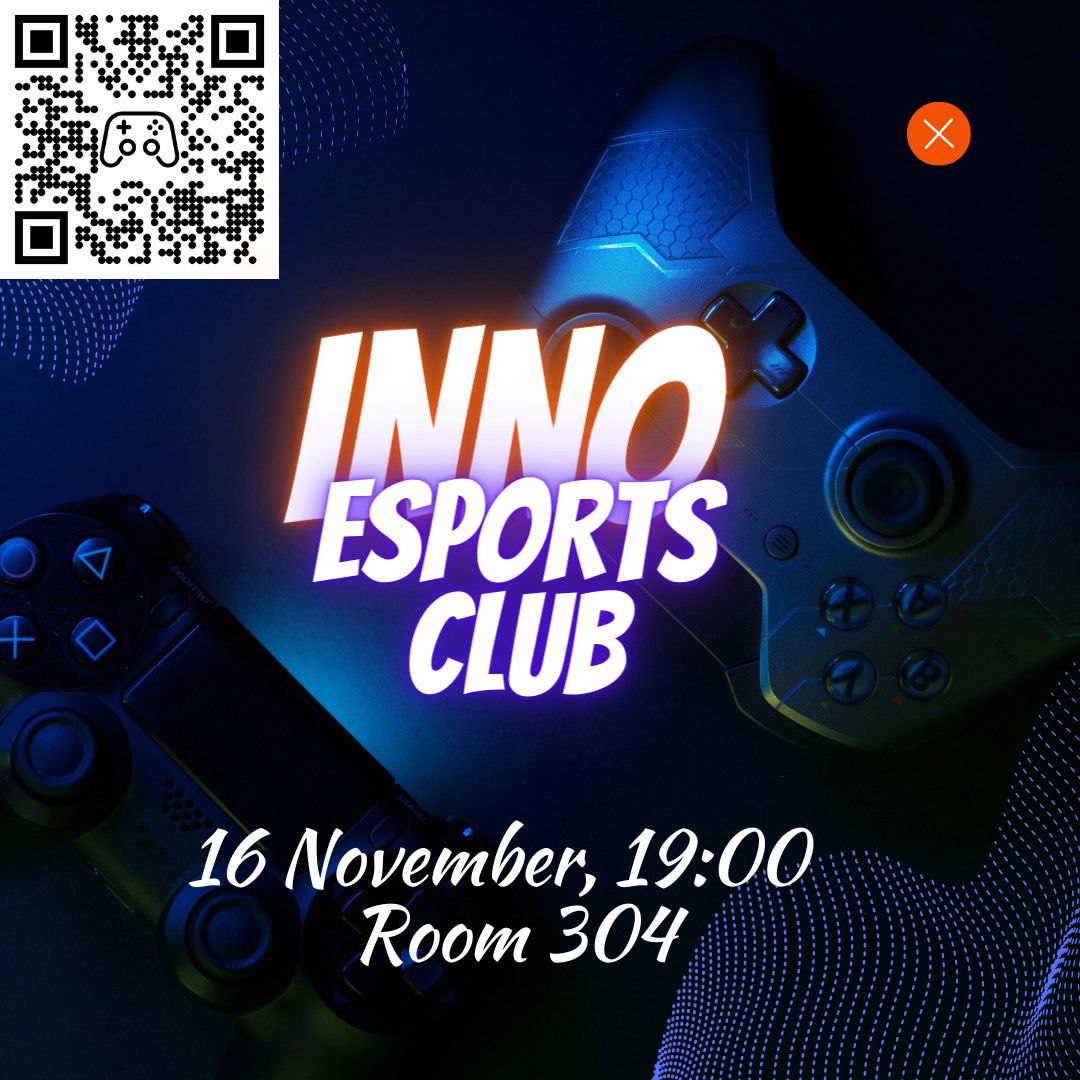 INNO
ESPORTS
CLUB
16 November, 19:00
Room 304
X
A
Y
B